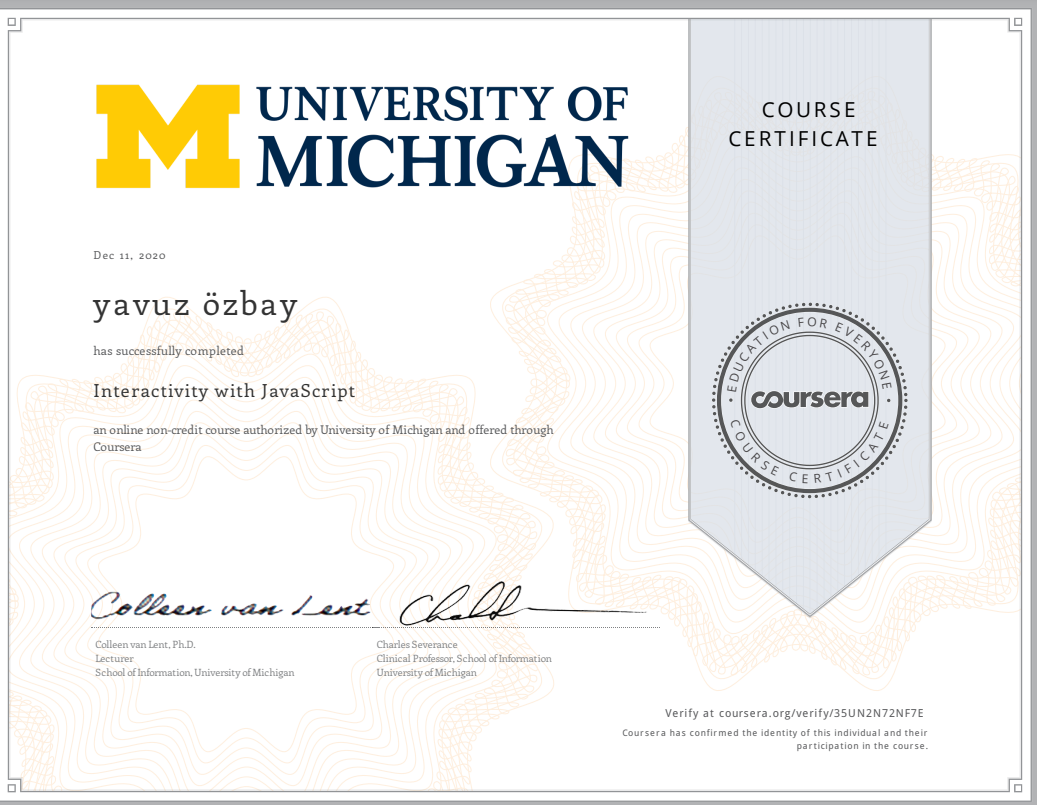 M UNIVERSITY OF
MICHIGAN
COURSE
CERTIFICATE
Dec 11, 2020
yavuz özbay
has successfully completed
Interactivity with JavaScript
an online non-credit course authorized by University of Michigan and offered through
Coursera
EDUCATION FOR EVERYONE
coursera
COURSE CERTIFICATE
Colleen van Lent
Colleen van Lent, Ph.D.
Lecturer
School of Information, University of Michigan
Charles Severance
Clinical Professor, School of Information
University of Michigan
Verify at coursera.org/verify/35UN2N72NF7E
Coursera has confirmed the identity of this individual and their
participation in the course.